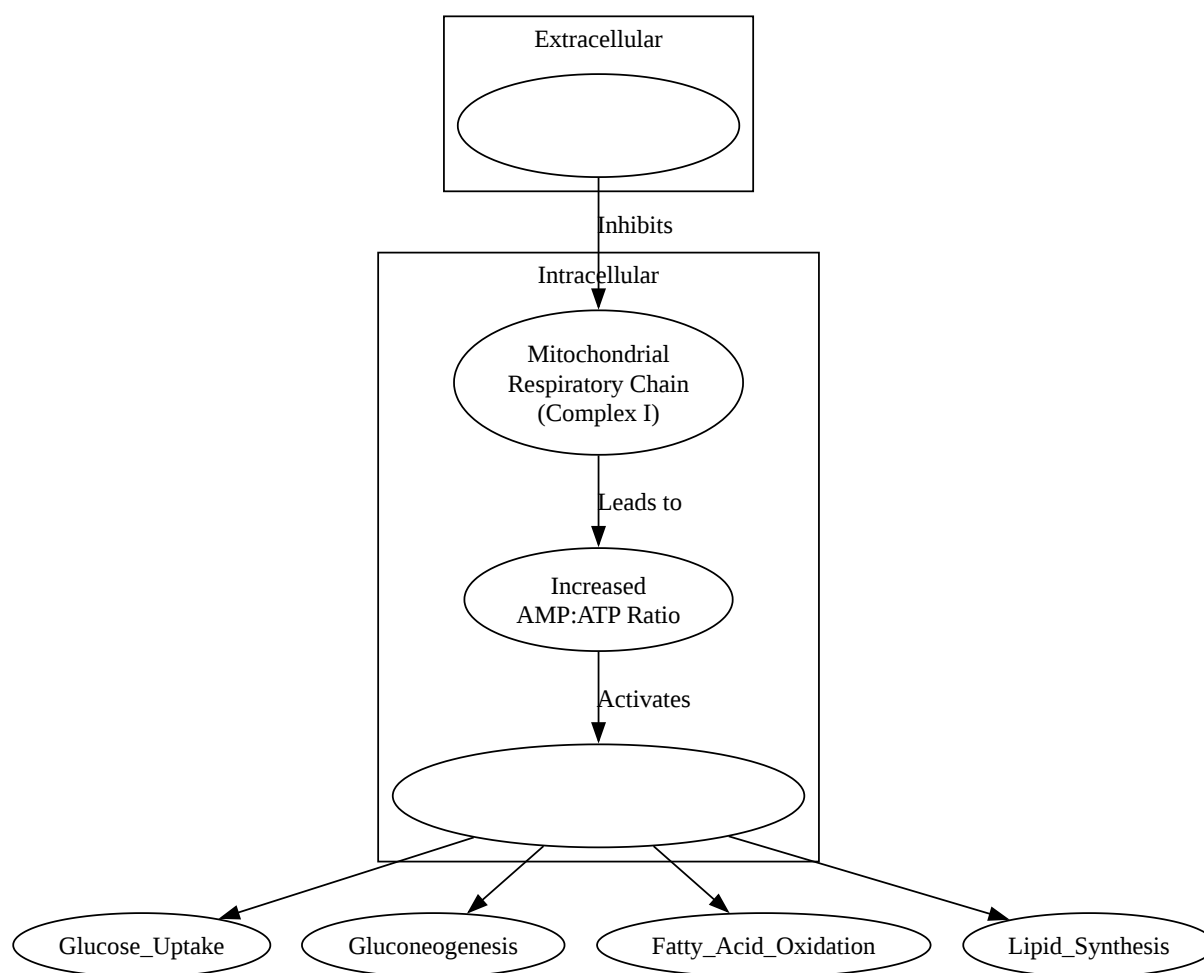 Extracellular
Inhibits
Intracellular
Mitochondrial
Respiratory Chain
(Complex I)
Leads to
Increased
AMP:ATP Ratio
Activates
Glucose_Uptake
Gluconeogenesis
Fatty_Acid_Oxidation
Lipid_Synthesis